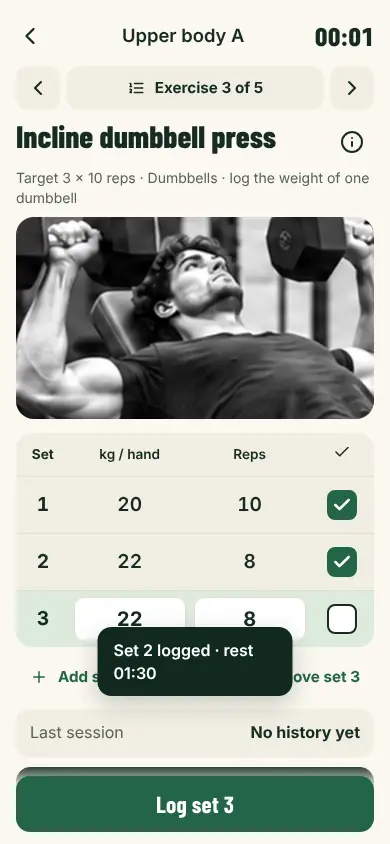 Upper body A
00:01
Exercise 3 of 5
Incline dumbbell press
Target 3 × 10 reps · Dumbbells · log the weight of one
dumbbell
Set kg / hand Reps
1 20 10
2 22 8
3 22 8
Set 2 logged · rest
01:30
+ Add
set 3
Last session No history yet
Log set 3